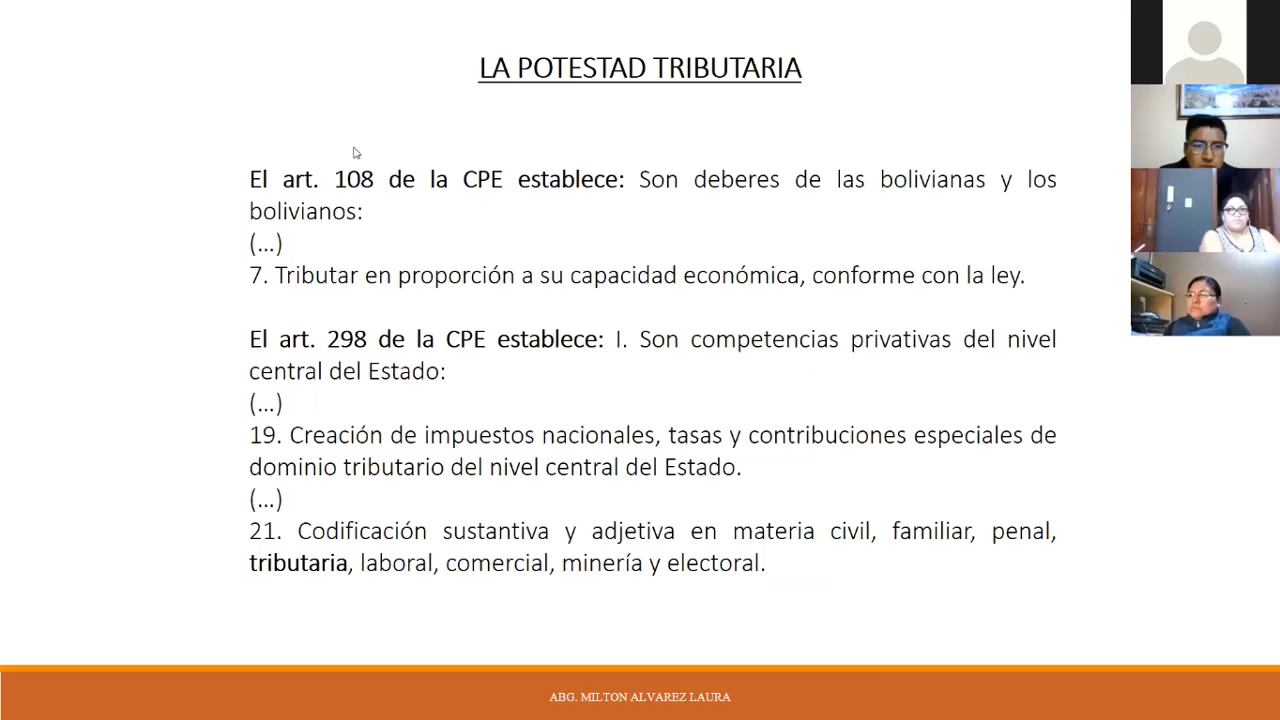 LA POTESTAD TRIBUTARIA
El art. 108 de la CPE establece: Son deberes de las bolivianas y los
bolivianos:
(...)
7. Tributar en proporción a su capacidad económica, conforme con la ley.
El art. 298 de la CPE establece: I. Son competencias privativas del nivel
central del Estado:
(...)
19. Creación de impuestos nacionales, tasas y contribuciones especiales de
dominio tributario del nivel central del Estado.
(...)
21. Codificación sustantiva y adjetiva en materia civil, familiar, penal,
tributaria, laboral, comercial, minería y electoral.
ABG. MILTON ALVAREZ LAURA